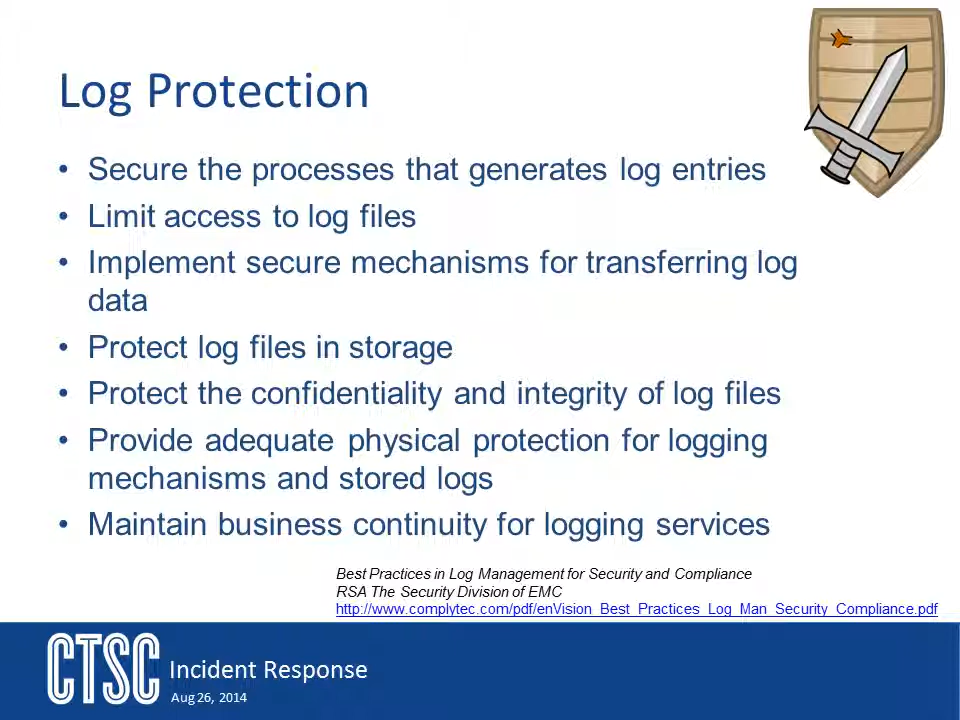 Log Protection
• Secure the processes that generates log entries
• Limit access to log files
• Implement secure mechanisms for transferring log
data
• Protect log files in storage
• Protect the confidentiality and integrity of log files
• Provide adequate physical protection for logging
mechanisms and stored logs
• Maintain business continuity for logging services
Best Practices in Log Management for Security and Compliance
RSA The Security Division of EMC
http://www.complytec.com/pdf/enVision_Best_Practices_Log_Man_Security_Compliance.pdf
CTSC Incident Response
Aug 26, 2014